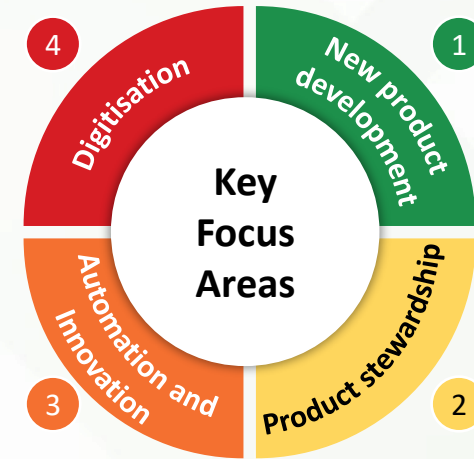 4
Digitisation
1
New product
development
Key
Focus
Areas
3
Automation and
Innovation
2
Product stewardship